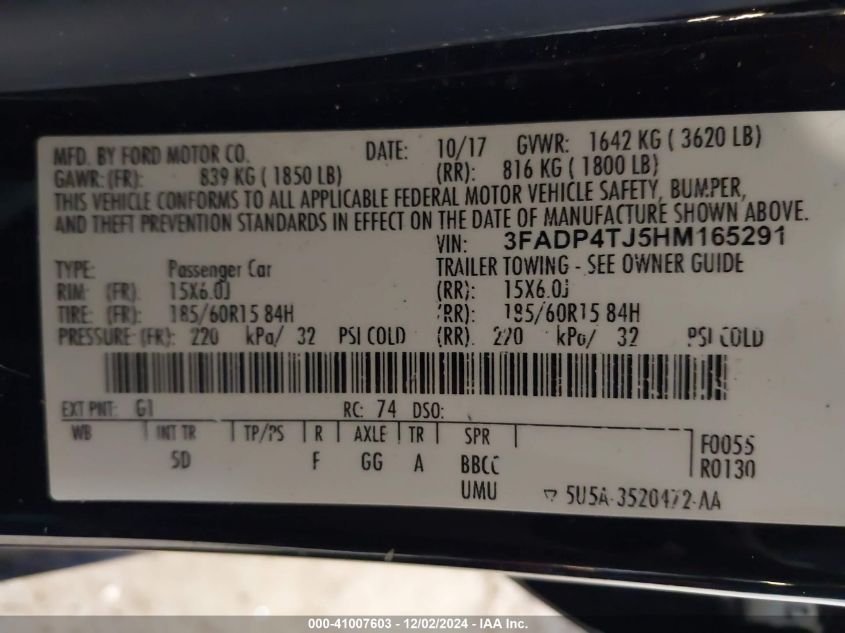 MFD. BY FORD MOTOR CO. DATE: 10/17 GVWR: 1642 KG ( 3620 LB)
GAWR:(FR): 839 KG ( 1850 LB) (RR): 816 KG ( 1800 LB)
THIS VEHICLE CONFORMS TO ALL APPLICABLE FEDERAL MOTOR VEHICLE SAFETY, BUMPER,
AND THEFT PREVENTION STANDARDS IN EFFECT ON THE DATE OF MANUFACTURE SHOWN ABOVE.
VIN: 3FADP4TJ5HM165291
TYPE: Passenger Car TRAILER TOWING - SEE OWNER GUIDE
RIM: (FR): 15X6.0J (RR): 15X6.0J
TIRE: (FR): 185/60R15 84H (RR): 185/60R15 84H
PRESSURE:(FR): 220 kPa/ 32 PSI COLD (RR): 220 kPa/ 32 PSI COLD
EXT PNT: G1 RC: 74 DSO:
WB INT TR TP/PS R AXLE TR SPR F0055
5D F GG A BBCC R0130
UMU 5U5A-3520472-AA
000-41007603 - 12/02/2024 - IAA Inc.